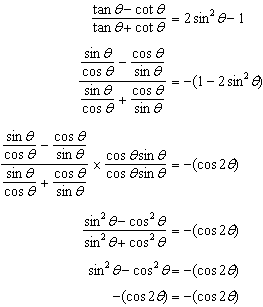 (tan θ − cot θ)/(tan θ + cot θ) = 2 sin² θ − 1
(sin θ/cos θ − cos θ/sin θ)/(sin θ/cos θ + cos θ/sin θ) = −(1 − 2 sin² θ)
(sin θ/cos θ − cos θ/sin θ)/(sin θ/cos θ + cos θ/sin θ) × (cos θ sin θ)/(cos θ sin θ) = −(cos 2θ)
(sin² θ − cos² θ)/(sin² θ + cos² θ) = −(cos 2θ)
sin² θ − cos² θ = −(cos 2θ)
−(cos 2θ) = −(cos 2θ)